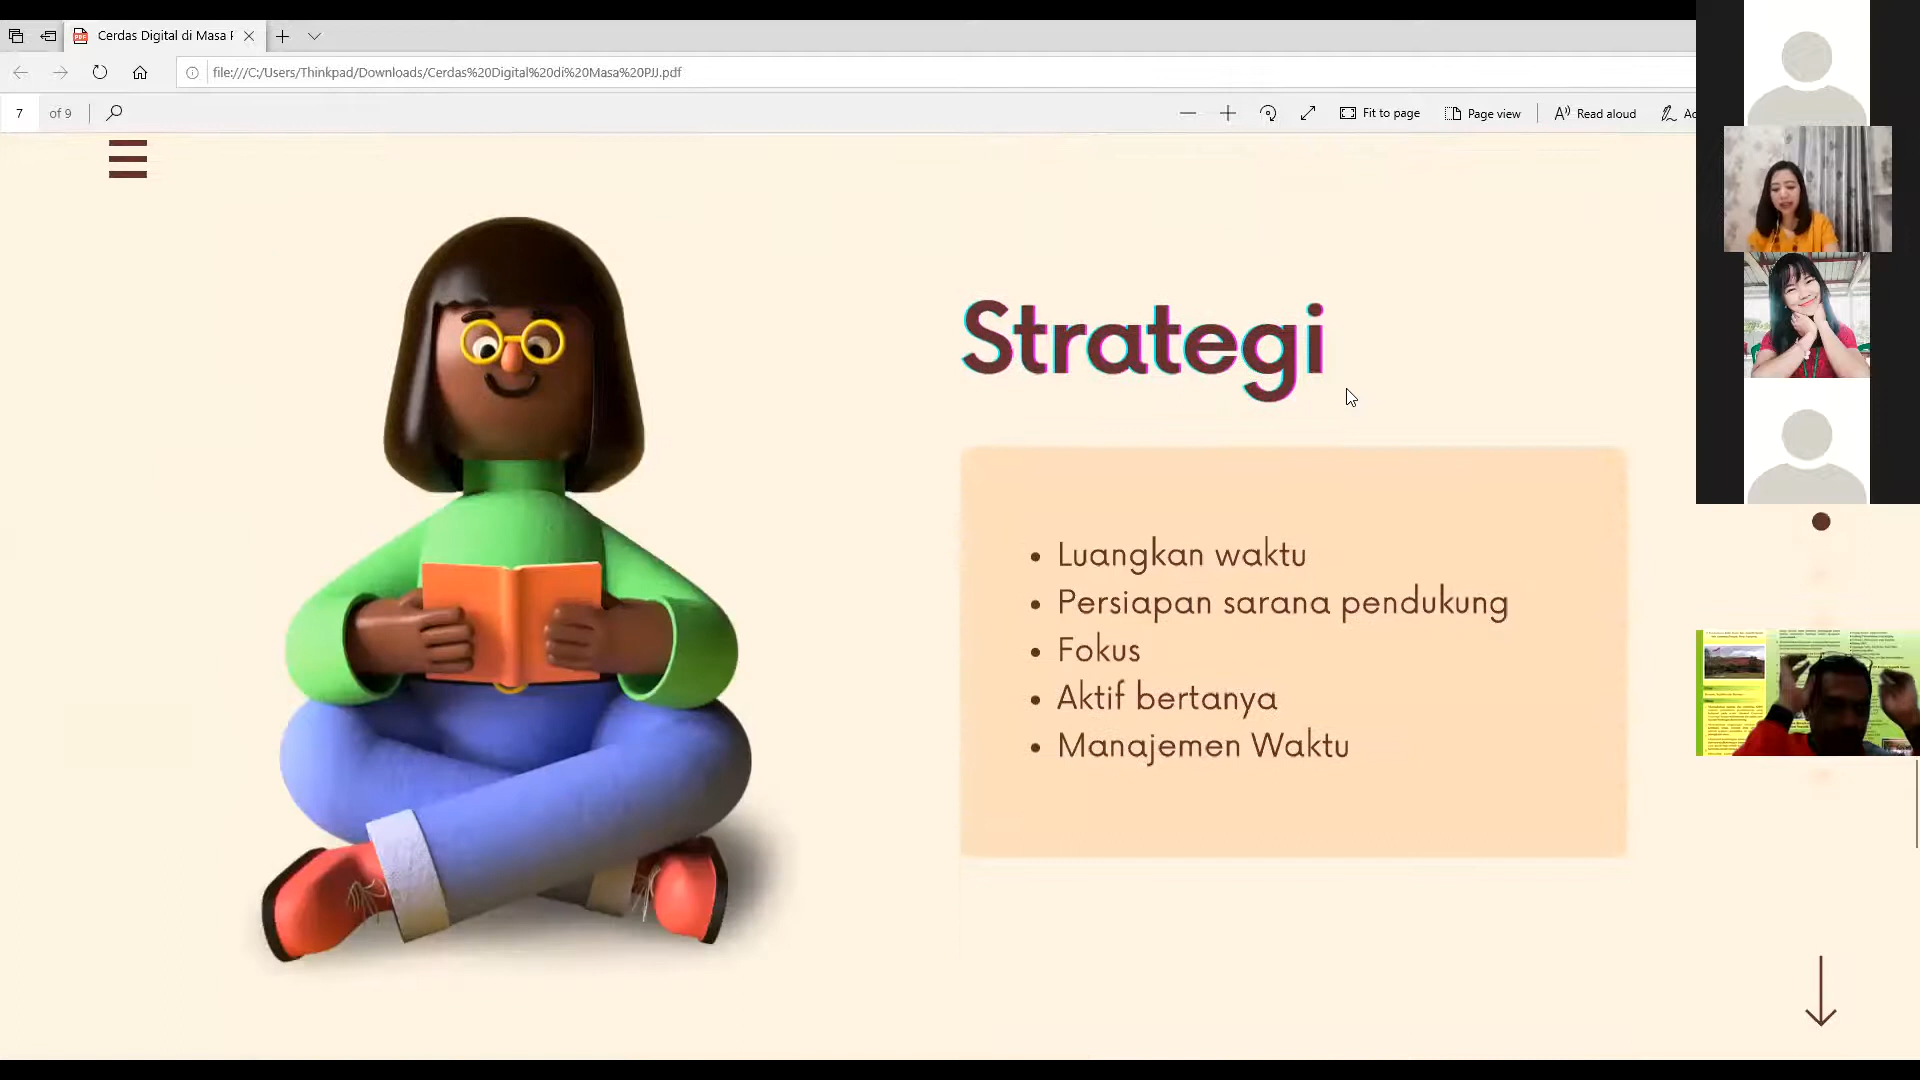 Cerdas Digital di Masa P
file:///C:/Users/Thinkpad/Downloads/Cerdas%20Digital%20di%20Masa%20PJJ.pdf
7 of 9
Fit to page
Page view
Read aloud
Strategi
• Luangkan waktu
• Persiapan sarana pendukung
• Fokus
• Aktif bertanya
• Manajemen Waktu